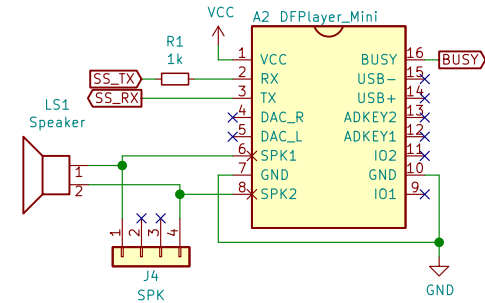 VCC
A2 DFPlayer_Mini
R1
1k
SS_TX
SS_RX
LS1
Speaker
1
2
1 VCC BUSY 16 BUSY
2 RX USB- 15
3 TX USB+ 14
4 DAC_R ADKEY2 13
5 DAC_L ADKEY1 12
6 SPK1 IO2 11
7 GND GND 10
8 SPK2 IO1 9
1 2 3 4
J4
SPK
GND